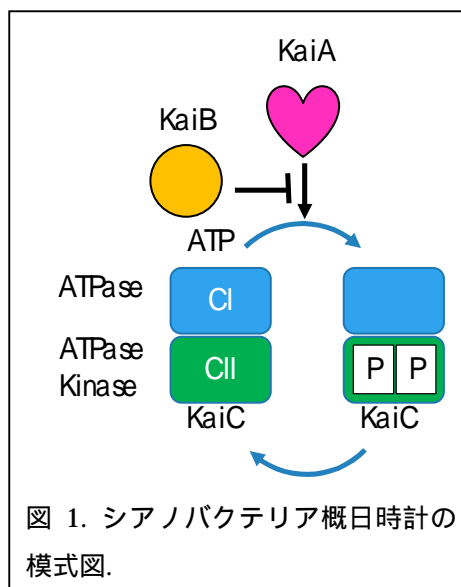 KaiA
KaiB
ATP
ATPase CI
ATPase CII P P
Kinase
KaiC KaiC
図 1. シアノバクテリア概日時計の
模式図.